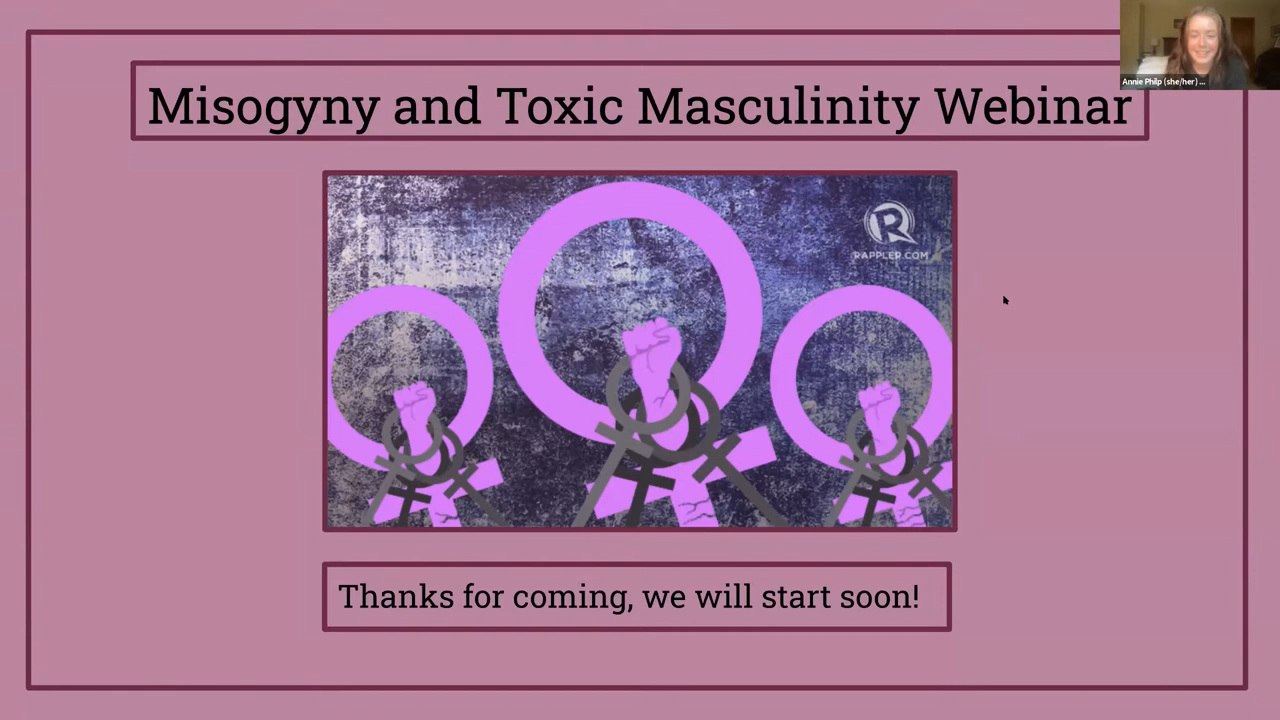 Annie Philp (she/her) ...
Misogyny and Toxic Masculinity Webinar
R
RAPPLER.COM
Thanks for coming, we will start soon!